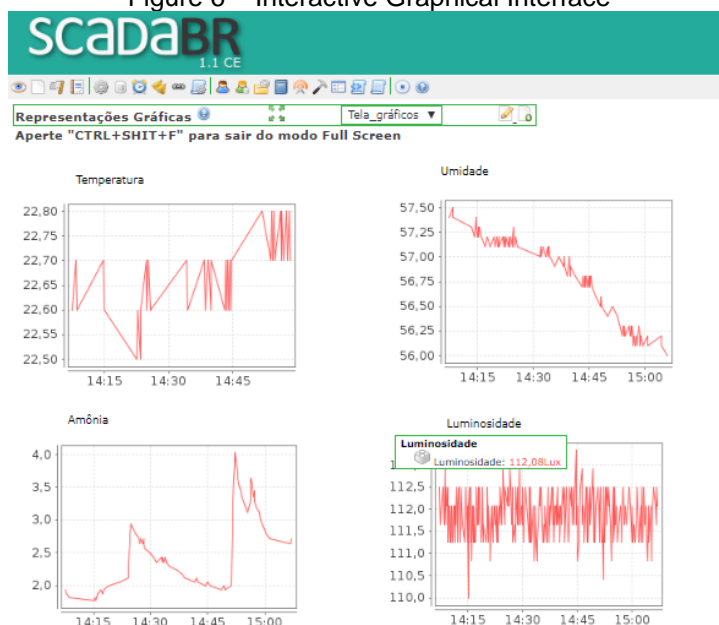 Figure 6 – Interactive Graphical Interface
SCADABR
1.1 CE
Representações Gráficas
Tela_gráficos ▼
Aperte "CTRL+SHIT+F" para sair do modo Full Screen
Temperatura
22,80
22,75
22,70
22,65
22,60
22,55
22,50
14:15 14:30 14:45
Umidade
57,50
57,25
57,00
56,75
56,50
56,25
56,00
14:15 14:30 14:45 15:00
Amônia
4,0
3,5
3,0
2,5
2,0
14:15 14:30 14:45 15:00
Luminosidade
Luminosidade
Luminosidade: 112,08Lux
112,5
112,0
111,5
111,0
110,5
110,0
14:15 14:30 14:45 15:00